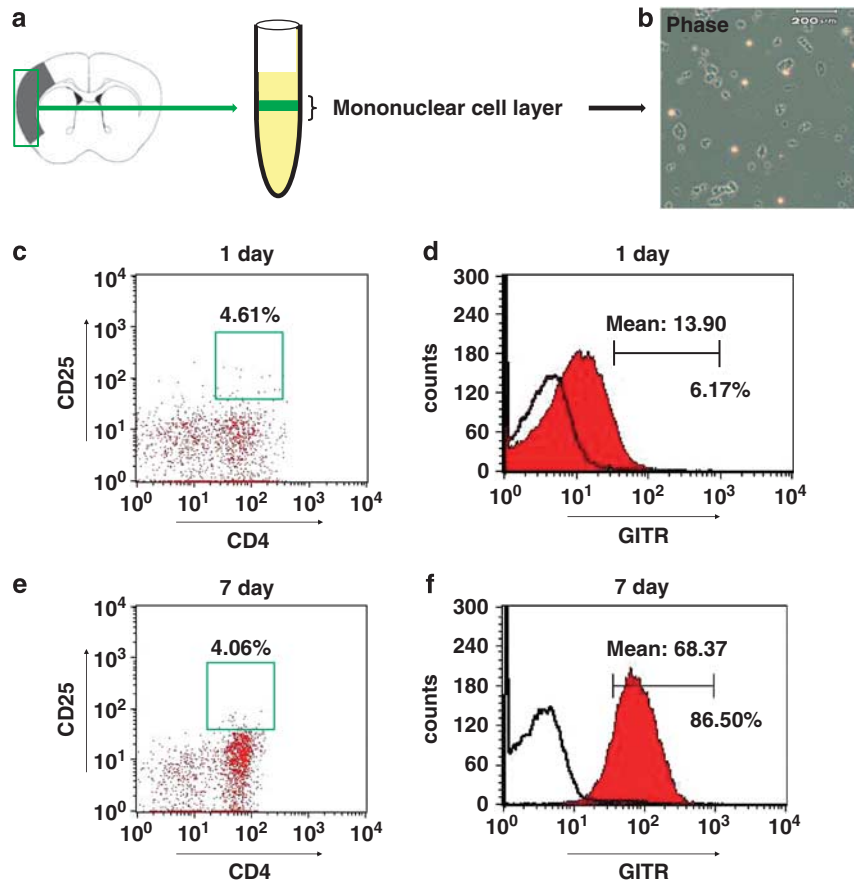 a
b
Phase
200 µm
Mononuclear cell layer
c
1 day
4.61%
CD25
10⁴
10³
10²
10¹
10⁰
10⁰ 10¹ 10² 10³ 10⁴
CD4
d
1 day
Mean: 13.90
6.17%
counts
300
240
180
120
60
0
10⁰ 10¹ 10² 10³ 10⁴
GITR
e
7 day
4.06%
CD25
10⁴
10³
10²
10¹
10⁰
10⁰ 10¹ 10² 10³ 10⁴
CD4
f
7 day
Mean: 68.37
86.50%
counts
300
240
180
120
60
0
10⁰ 10¹ 10² 10³ 10⁴
GITR